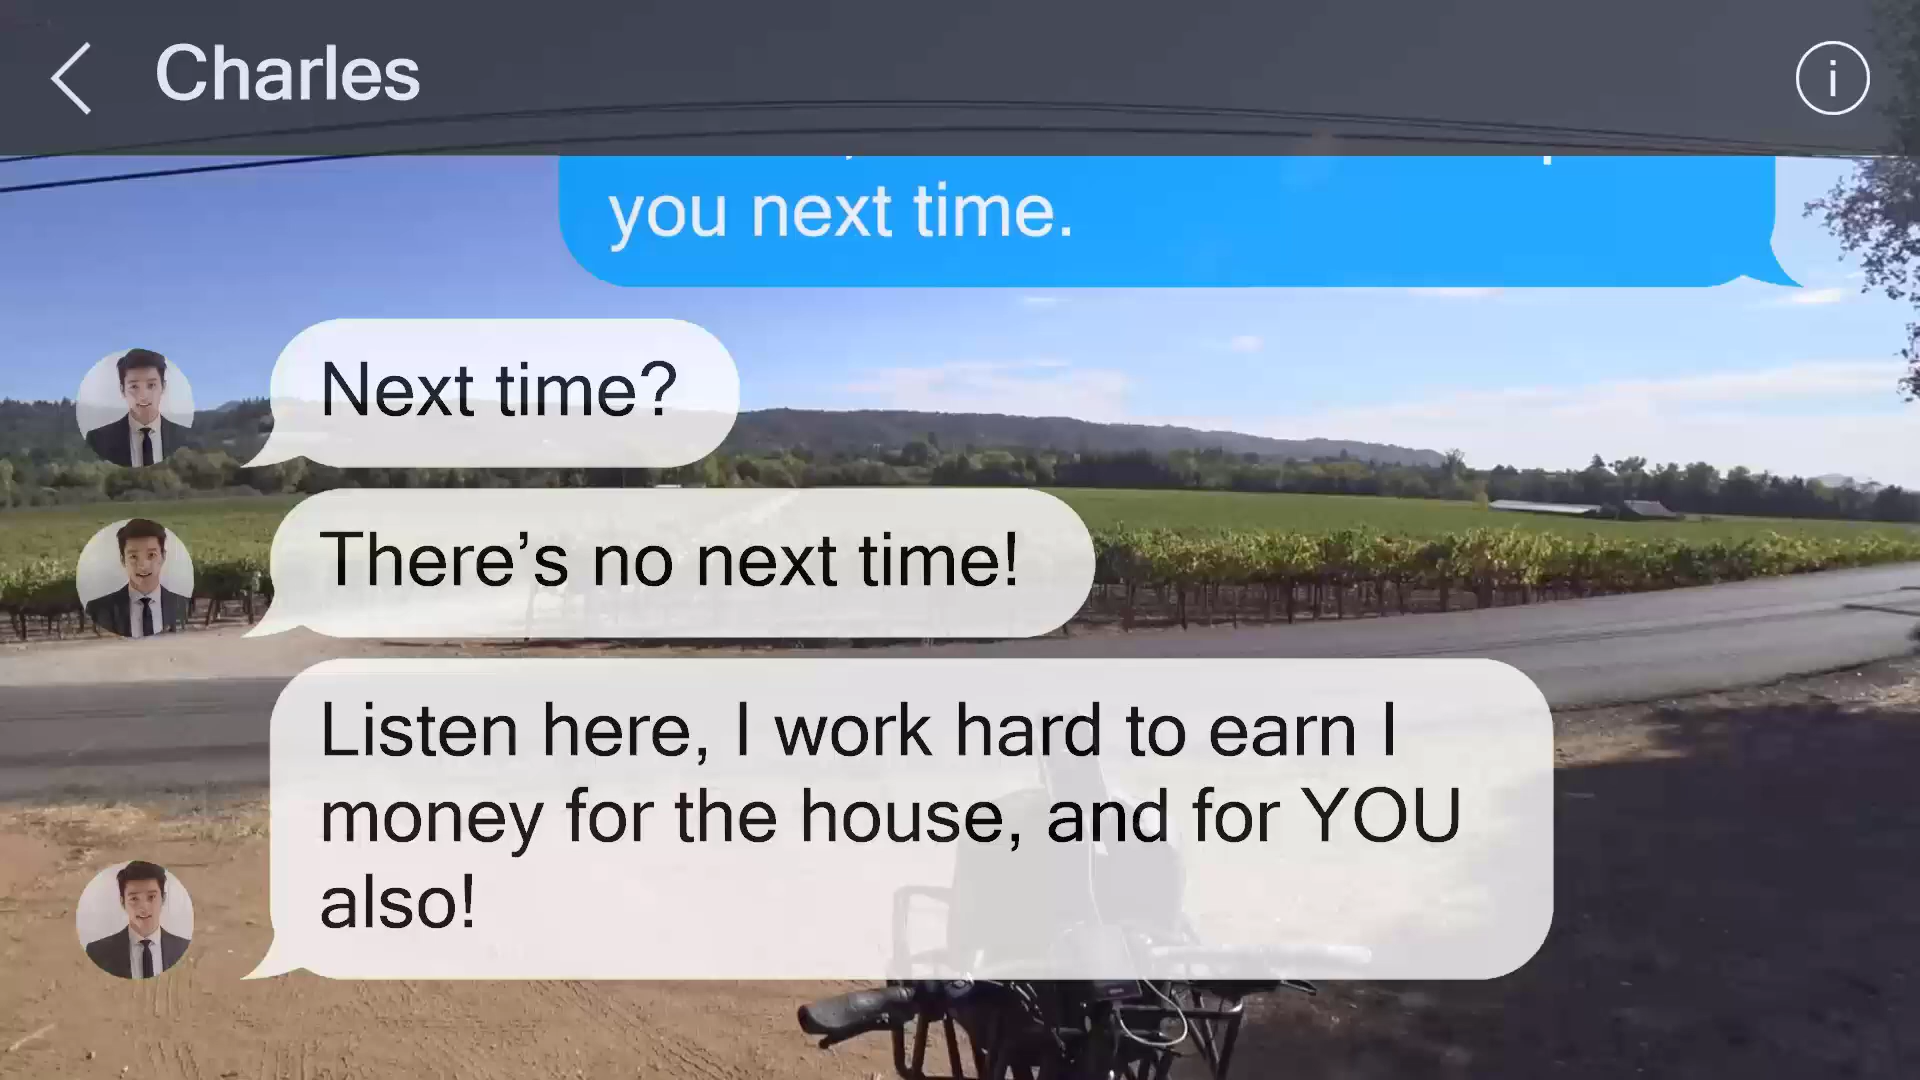 Charles
you next time.
Next time?
There’s no next time!
Listen here, I work hard to earn I
money for the house, and for YOU
also!